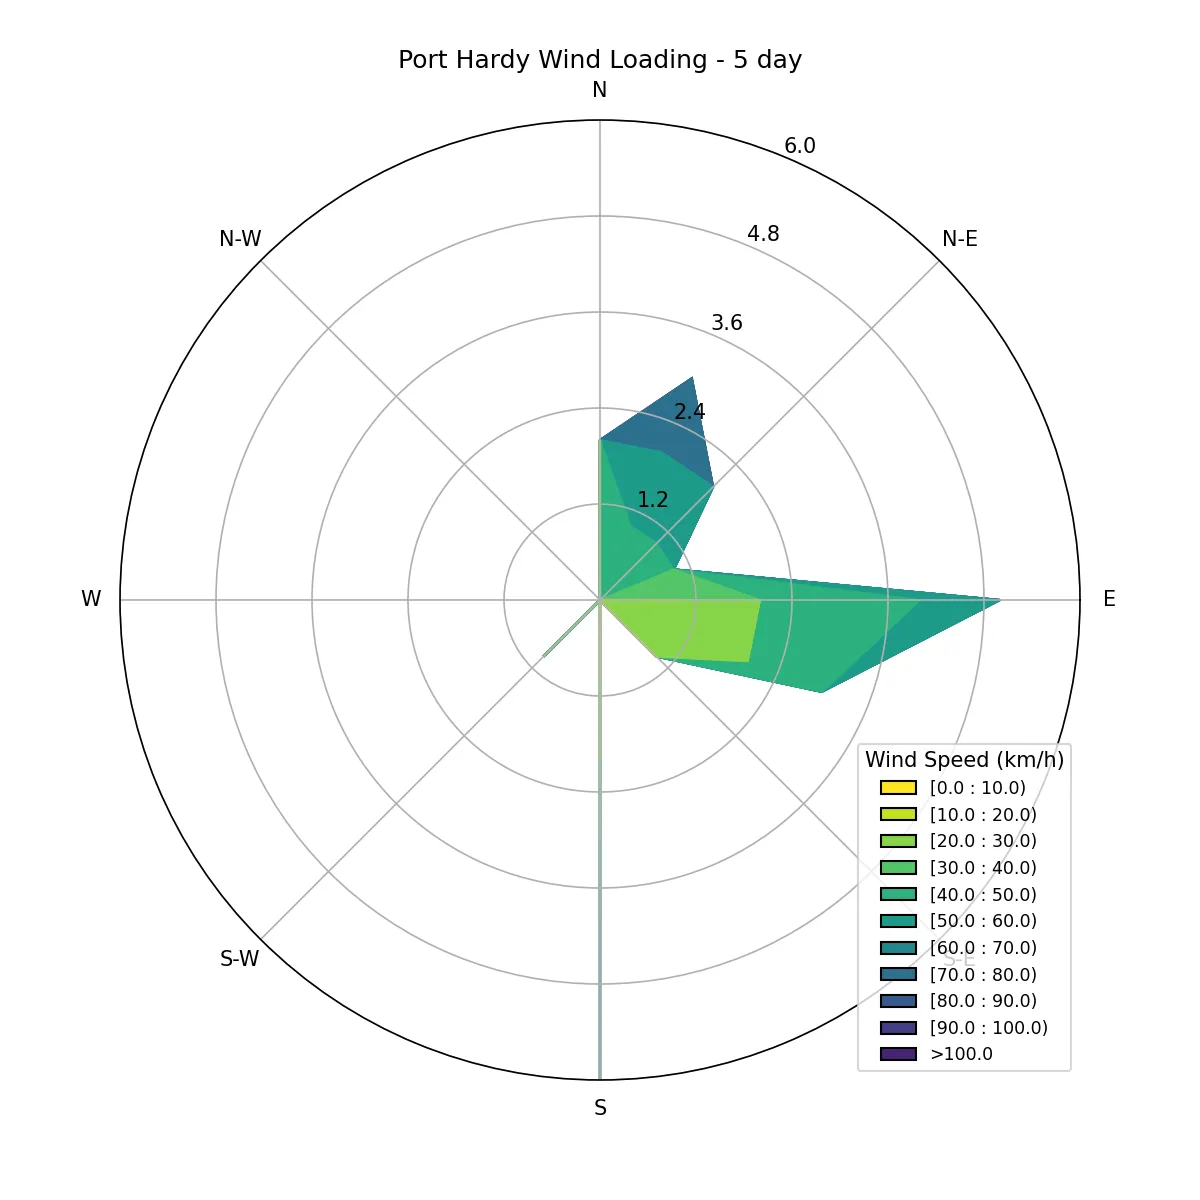 Port Hardy Wind Loading - 5 day
N
6.0
N-W
4.8
N-E
3.6
2.4
1.2
W
E
Wind Speed (km/h)
[0.0 : 10.0)
[10.0 : 20.0)
[20.0 : 30.0)
[30.0 : 40.0)
[40.0 : 50.0)
[50.0 : 60.0)
[60.0 : 70.0)
[70.0 : 80.0)
[80.0 : 90.0)
[90.0 : 100.0)
>100.0
S-W
S-E
S